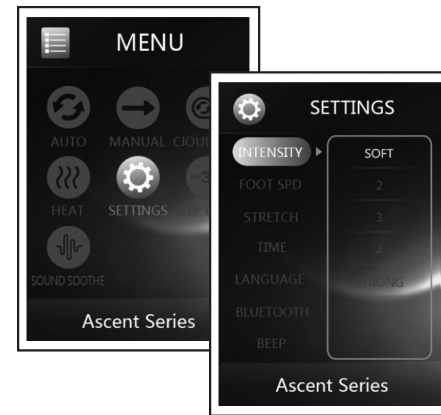 MENU
AUTO MANUAL
HEAT SETTINGS
SOUND SOOTHE
Ascent Series
SETTINGS
INTENSITY SOFT
FOOT SPD 2
STRETCH 3
TIME 4
LANGUAGE STRONG
BLUETOOTH
BEEP
Ascent Series